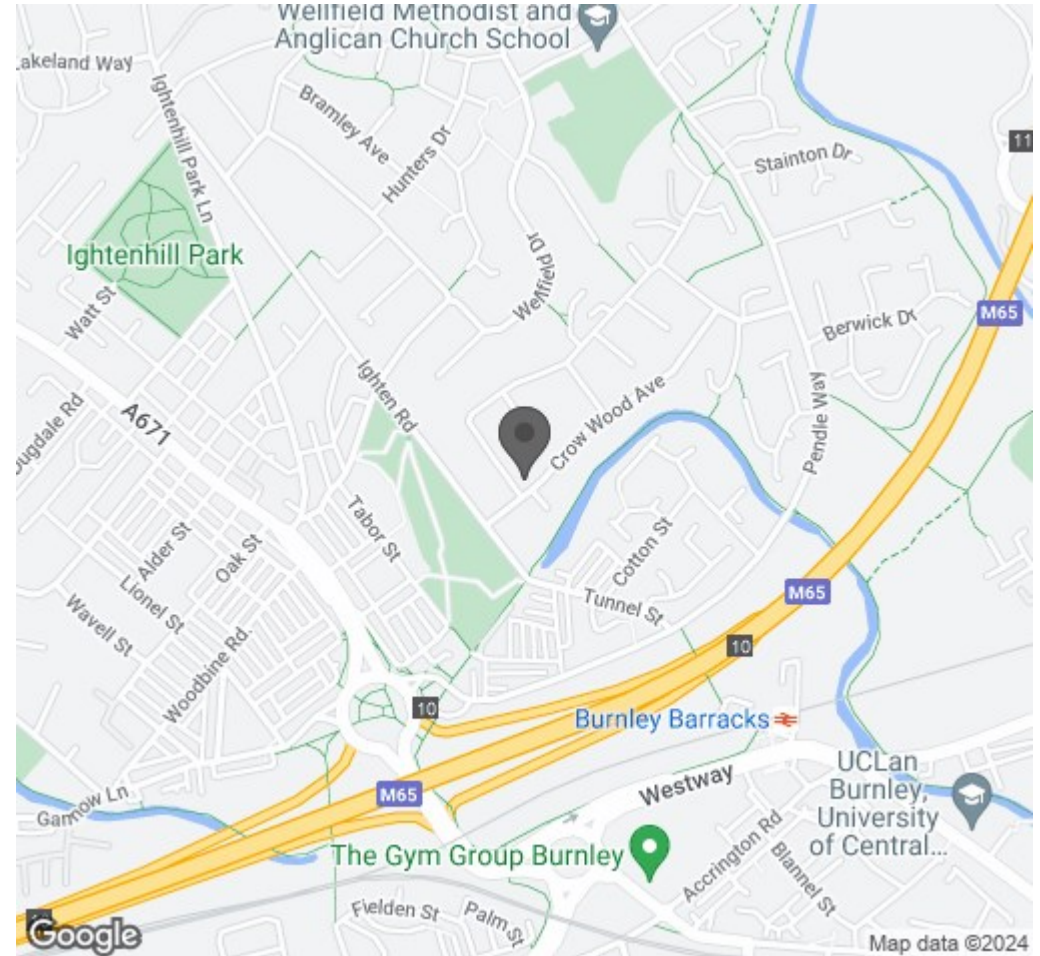 Wellfield Methodist and
Anglican Church School
Lakeland Way
Ightenhill Park Ln
Bramley Ave
Hunters Dr
Stainton Dr
11
Ightenhill Park
Wellfield Dr
Watt St
M65
Berwick Dr
Ighten Rd
Crow Wood Ave
Pendle Way
A671
Dugdale Rd
Tabor St
Alder St
Oak St
Cotton St
Lionel St
M65
Tunnel St
Wavell St
Woodbine Rd.
10
10
Burnley Barracks
UCLan
Burnley,
University
of Central...
Westway
M65
Gannow Ln
The Gym Group Burnley
Accrington Rd
Blannel St
Fielden St
Palm St
Google
Map data ©2024